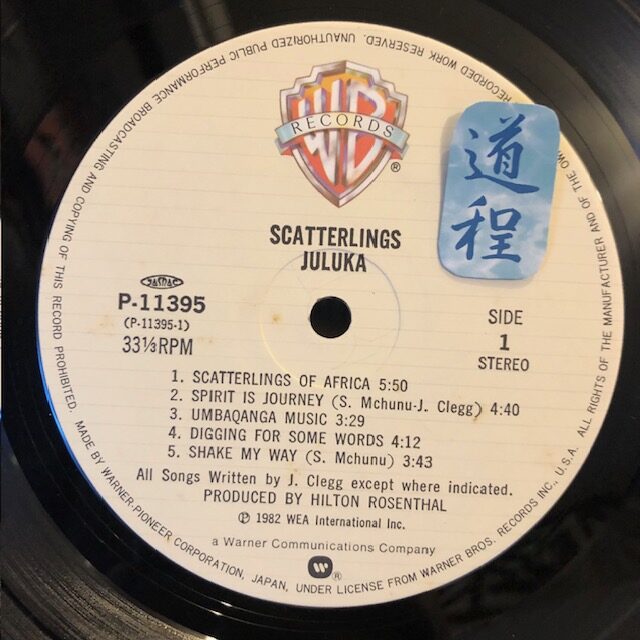 RECORDED WORK RESERVED. UNAUTHORIZED PUBLIC PERFORMANCE, BROADCASTING AND COPYING OF THIS RECORD PROHIBITED. MADE BY WARNER-PIONEER CORPORATION, JAPAN, UNDER LICENSE FROM WARNER BROS. RECORDS INC., U.S.A. ALL RIGHTS OF THE MANUFACTURER AND OF THE
WB
RECORDS
®
道程
SCATTERLINGS
JULUKA
JASRAC
P-11395
(P-11395-1)
33⅓RPM
SIDE
1
STEREO
1. SCATTERLINGS OF AFRICA 5:50
2. SPIRIT IS JOURNEY (S. Mchunu-J. Clegg) 4:40
3. UMBAQANGA MUSIC 3:29
4. DIGGING FOR SOME WORDS 4:12
5. SHAKE MY WAY (S. Mchunu) 3:43
All Songs Written by J. Clegg except where indicated.
PRODUCED BY HILTON ROSENTHAL
℗ 1982 WEA International Inc.
a Warner Communications Company
W®